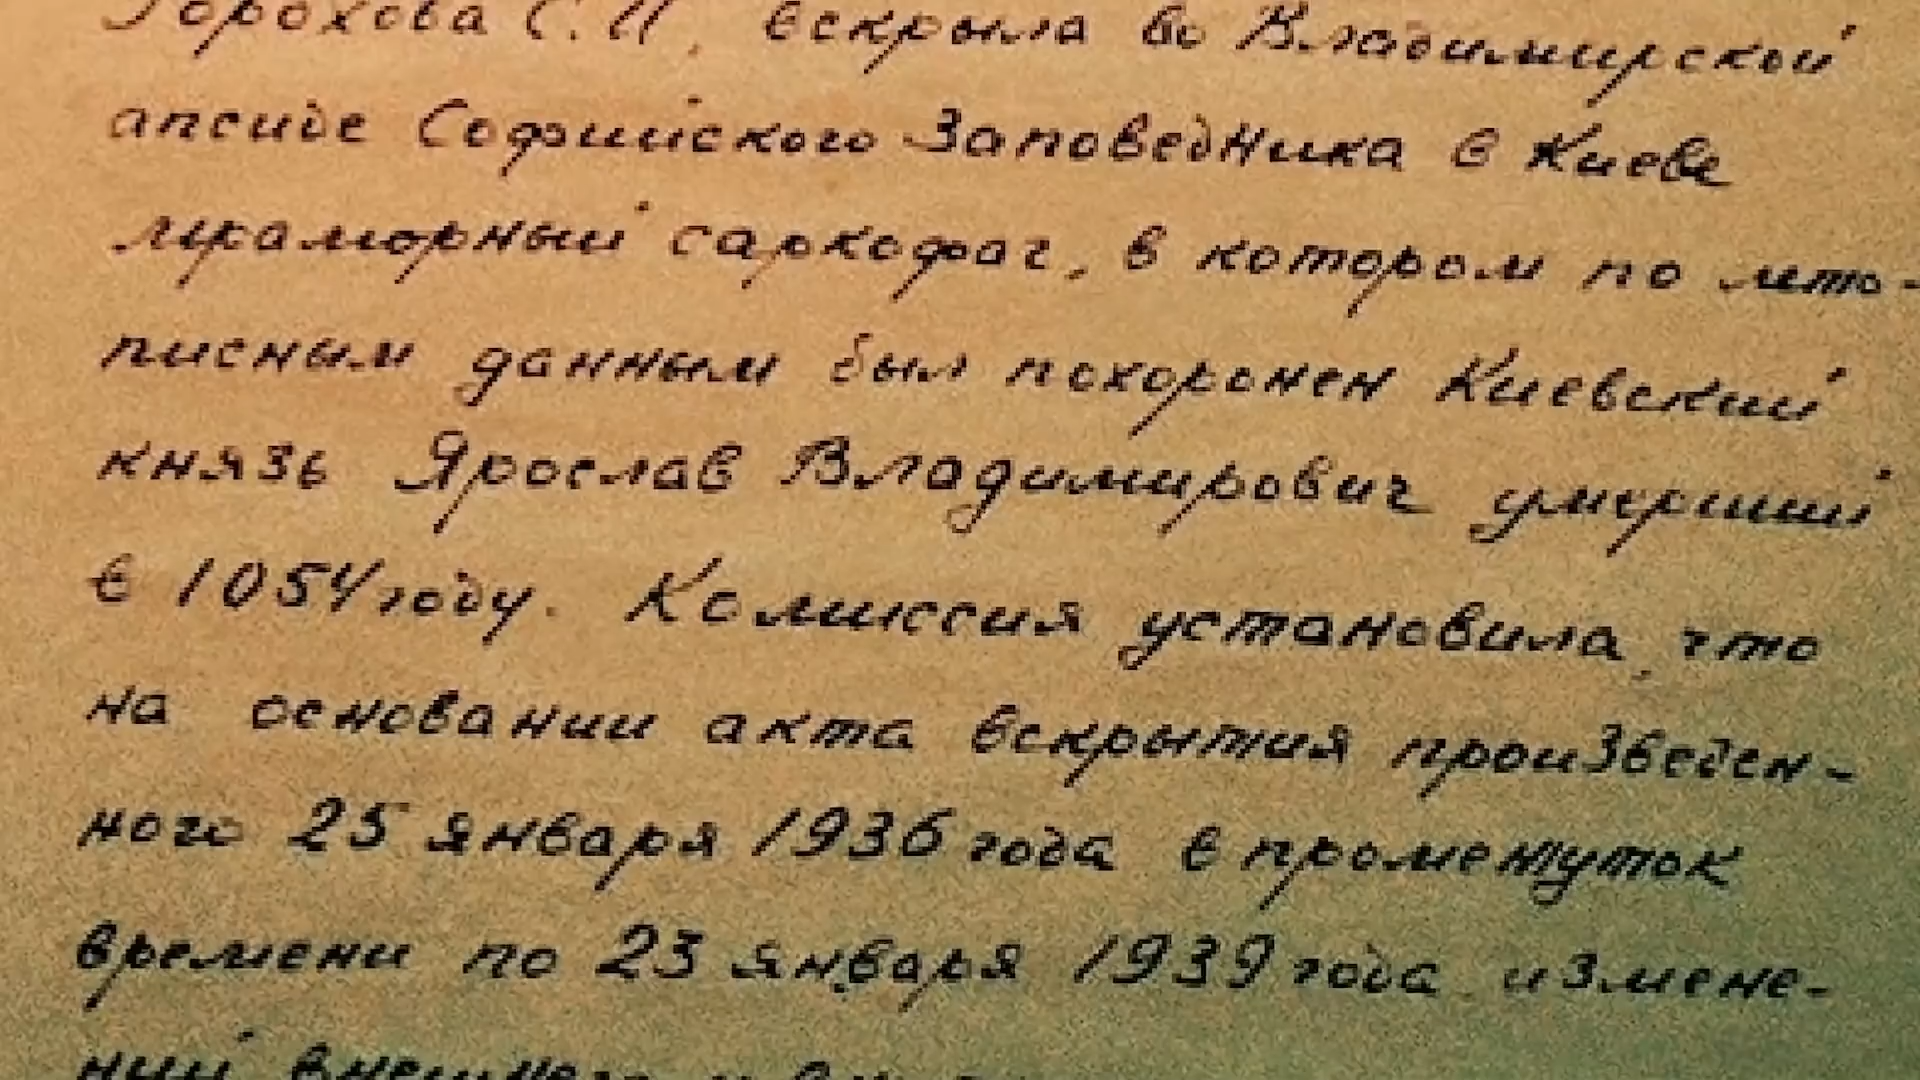 Горохова С.И. вскрыла во Владимирской
апсиде Софийского Заповедника в Киеве
мраморный саркофаг, в котором по лето-
писным данным был похоронен Киевский
князь Ярослав Владимирович умерший
в 1054 году. Комиссия установила, что
на основании акта вскрытия произведен-
ного 25 января 1936 года в промежуток
времени по 23 января 1939 года измене-
ний внешнего и